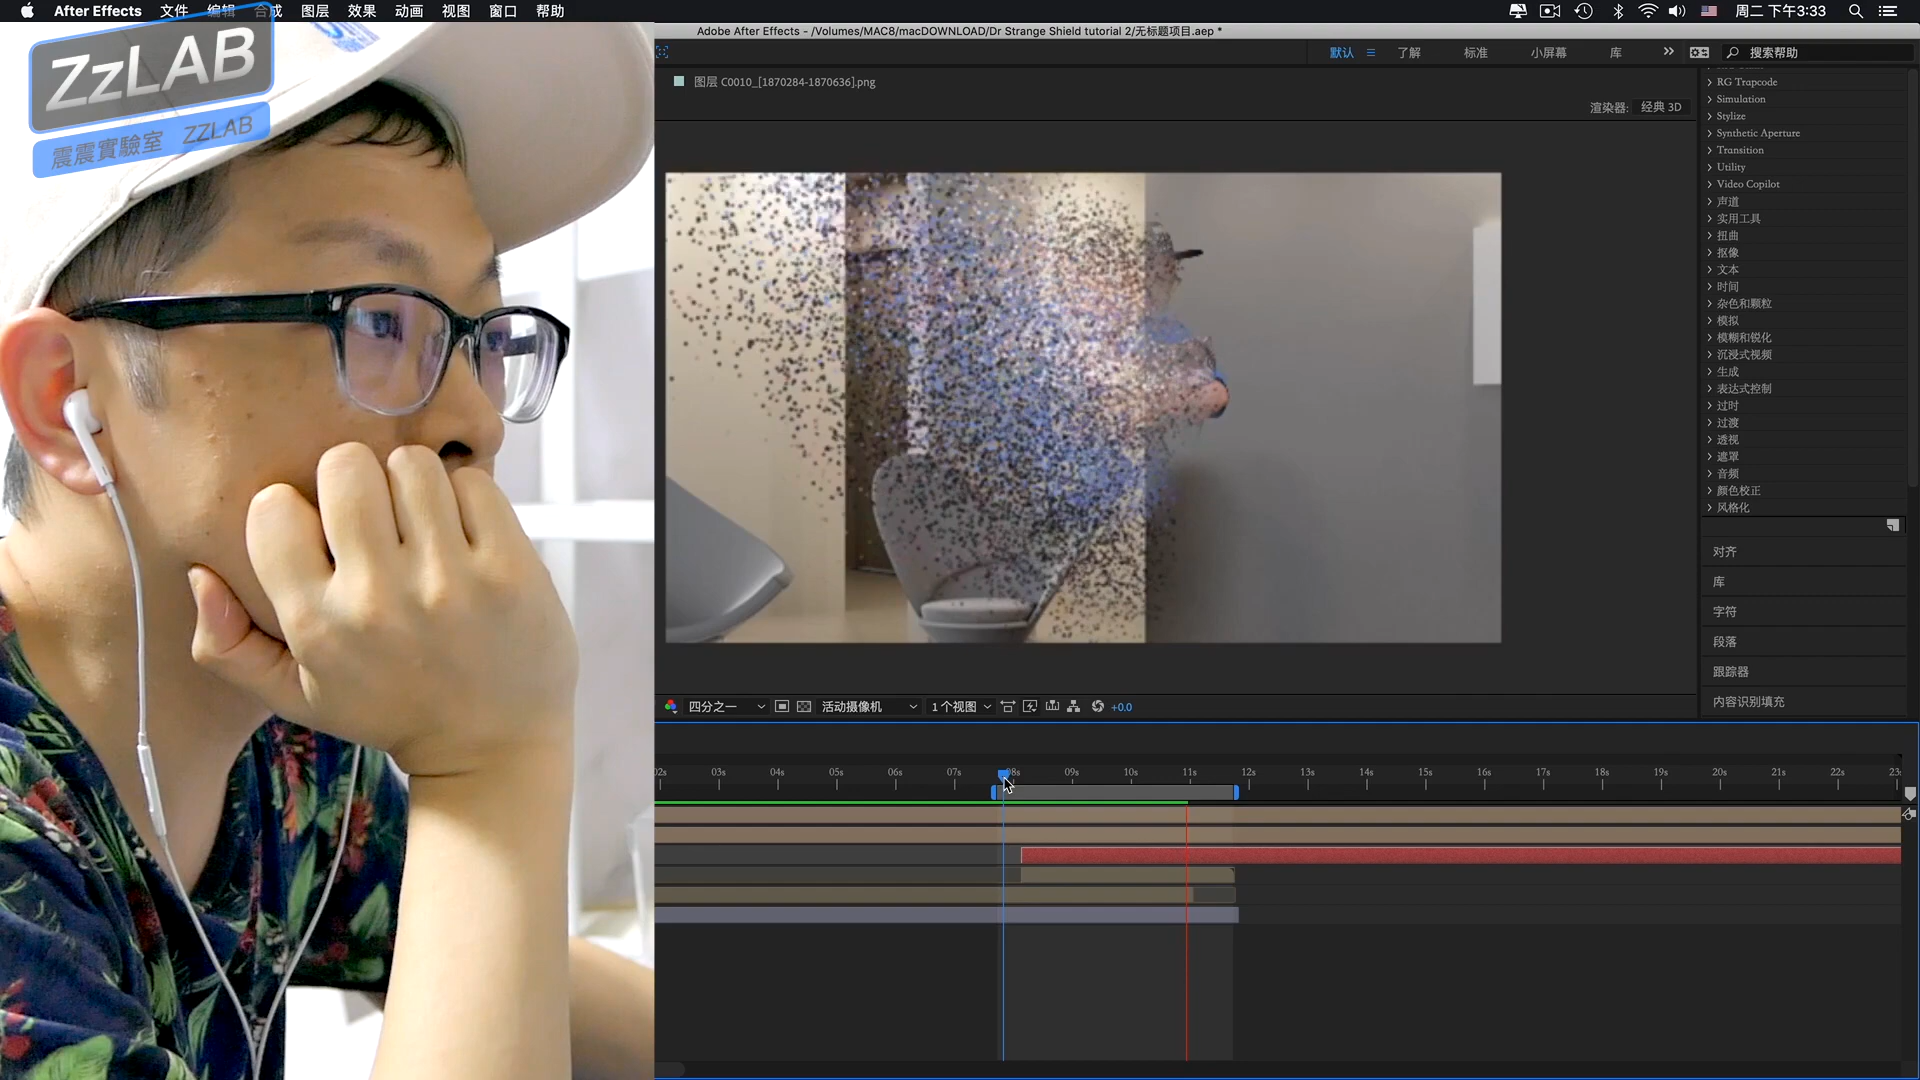 After Effects 文件 编辑 合成 图层 效果 动画 视图 窗口 帮助
周二 下午3:33
Adobe After Effects - /Volumes/MAC8/macDOWNLOAD/Dr Strange Shield tutorial 2/无标题项目.aep *
ZzLAB
震震實驗室 ZZLAB
默认 了解 标准 小屏幕 库 搜索帮助
图层 C0010_[1870284-1870636].png
渲染器: 经典 3D
RG Trapcode
Simulation
Stylize
Synthetic Aperture
Transition
Utility
Video Copilot
声道
实用工具
扭曲
抠像
文本
时间
杂色和颗粒
模拟
模糊和锐化
沉浸式视频
生成
表达式控制
过时
过渡
透视
遮罩
音频
颜色校正
风格化
对齐
库
字符
段落
跟踪器
内容识别填充
四分之一 活动摄像机 1个视图 +0.0
02s 03s 04s 05s 06s 07s 08s 09s 10s 11s 12s 13s 14s 15s 16s 17s 18s 19s 20s 21s 22s 23s